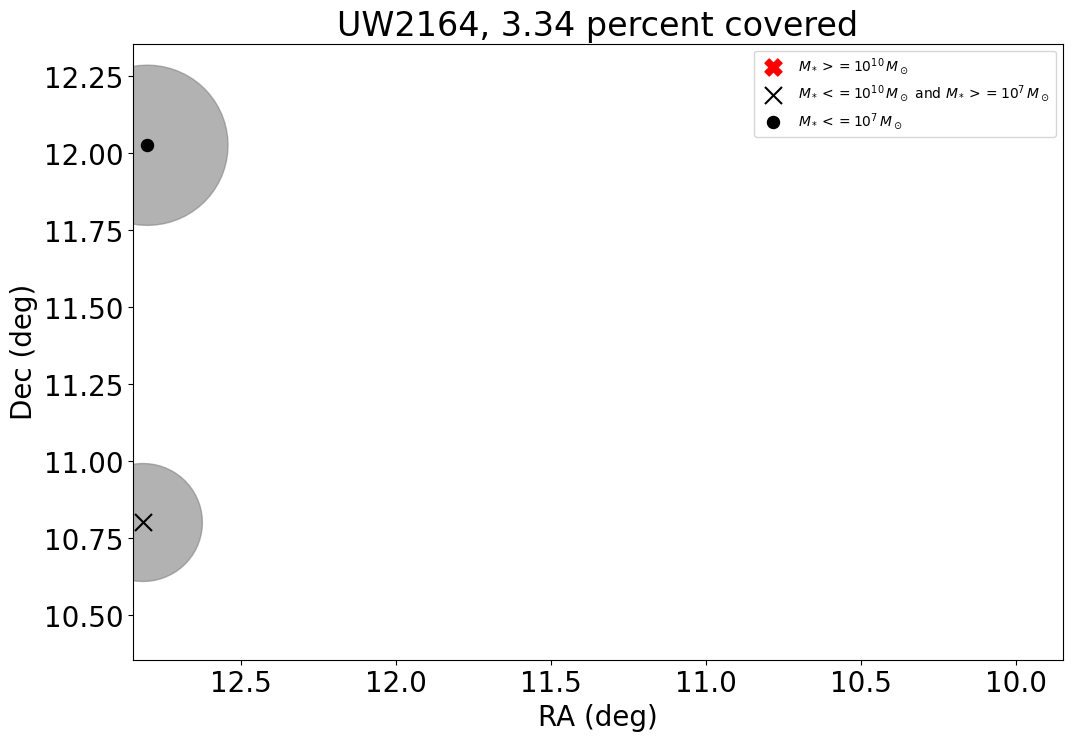 UW2164, 3.34 percent covered
M* >= 10^10 M⊙
M* <= 10^10 M⊙ and M* >= 10^7 M⊙
M* <= 10^7 M⊙
12.25
12.00
11.75
11.50
11.25
11.00
10.75
10.50
Dec (deg)
12.5 12.0 11.5 11.0 10.5 10.0
RA (deg)